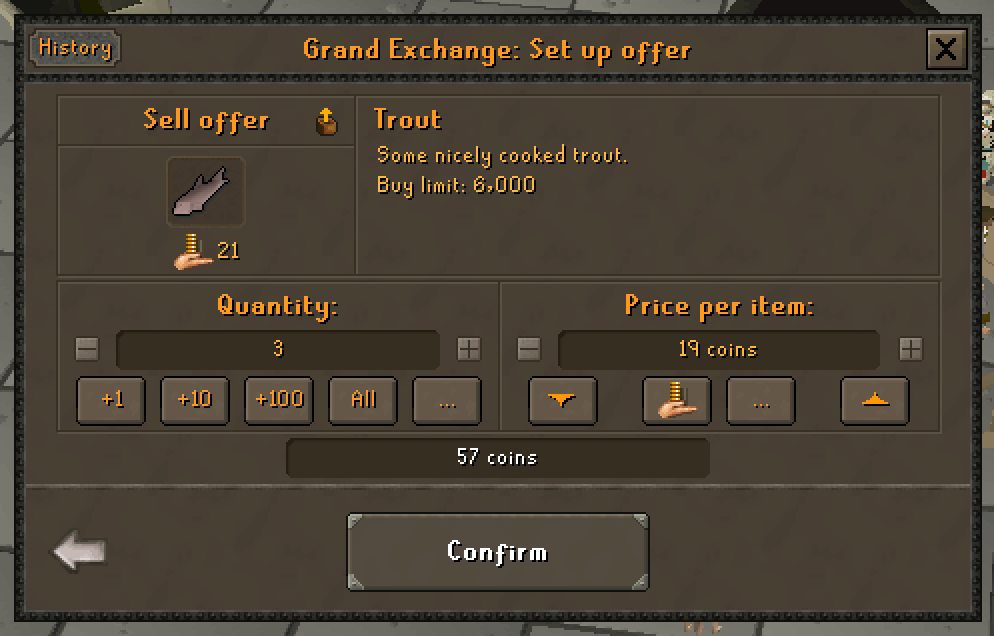 History
Grand Exchange: Set up offer
Sell offer
Trout
Some nicely cooked trout.
Buy limit: 6,000
21
Quantity:
Price per item:
3
19 coins
+1
+10
+100
All
...
...
57 coins
Confirm